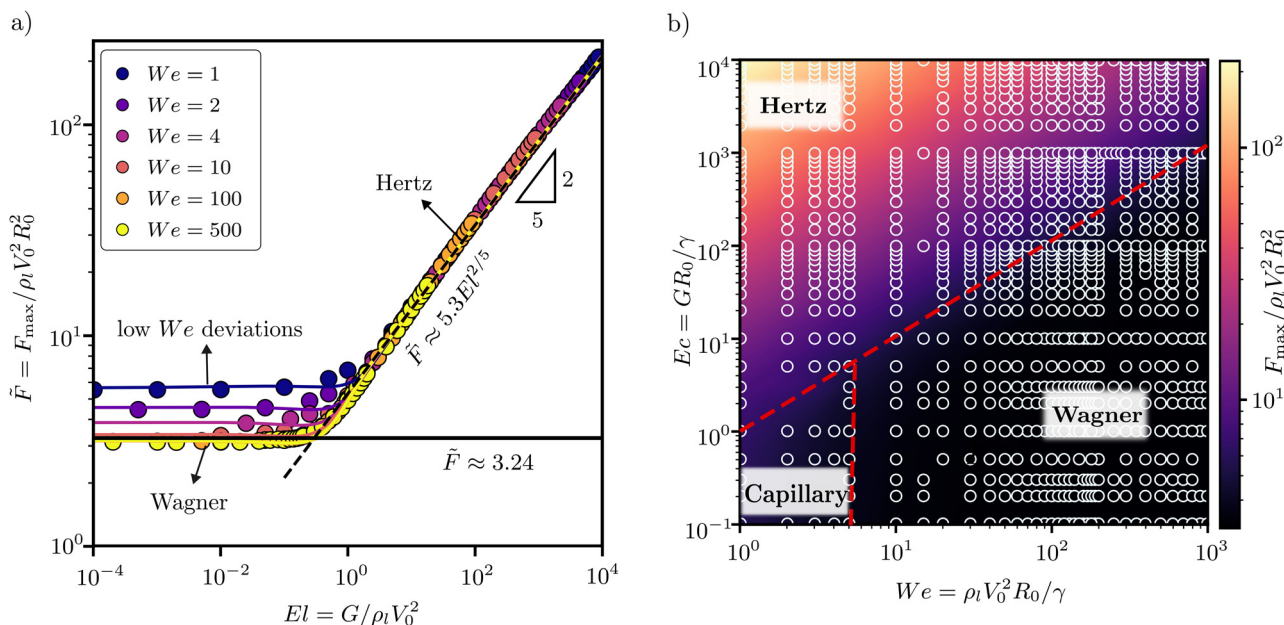 a)
We = 1
We = 2
We = 4
We = 10
We = 100
We = 500
Hertz
2
5
F̃ ≈ 5.3El^{2/5}
low We deviations
F̃ ≈ 3.24
Wagner
F̃ = F_max/ρ_l V_0^2 R_0^2
10^2
10^1
10^0
10^{-4} 10^{-2} 10^0 10^2 10^4
El = G/ρ_l V_0^2
b)
Hertz
Wagner
Capillary
Ec = GR_0/γ
10^4
10^3
10^2
10^1
10^0
10^{-1}
10^0 10^1 10^2 10^3
We = ρ_l V_0^2 R_0/γ
10^2
10^1
F_max/ρ_l V_0^2 R_0^2